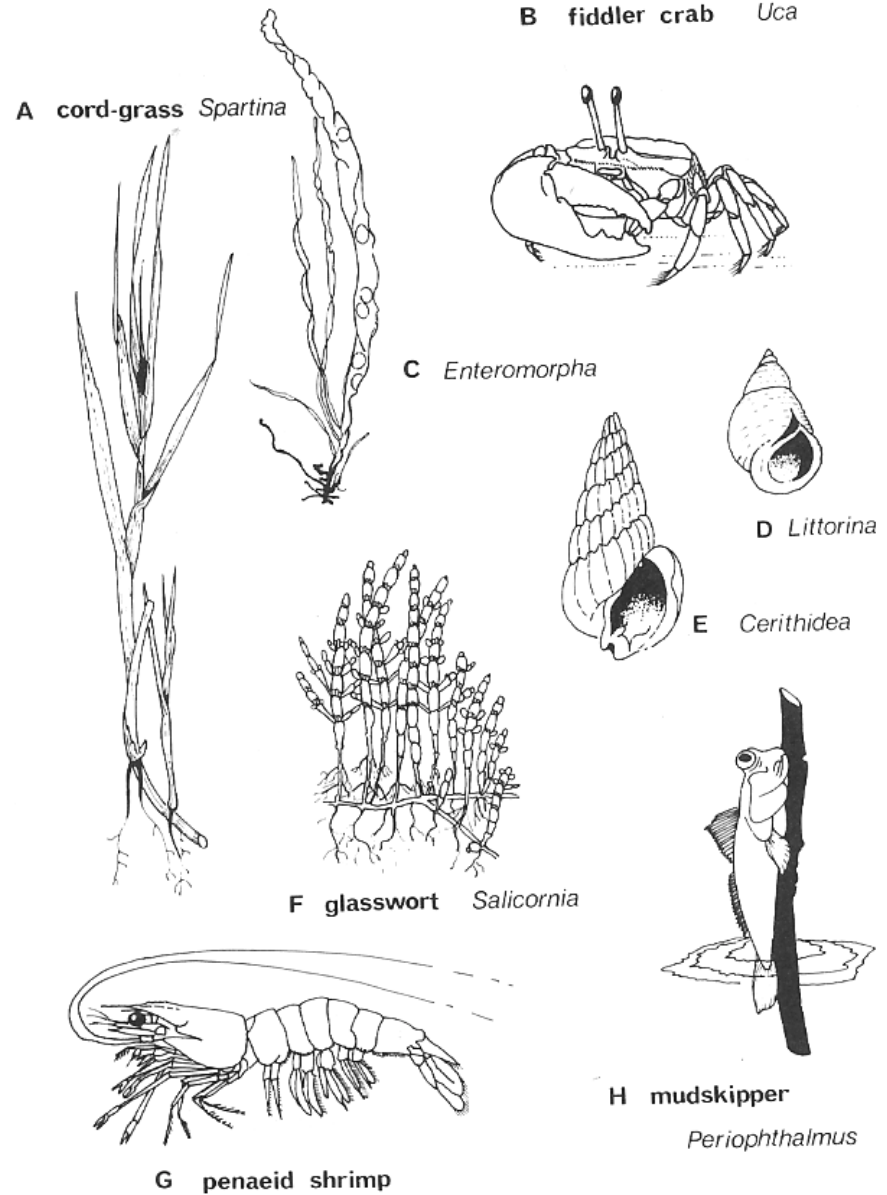 B fiddler crab Uca
A cord-grass Spartina
C Enteromorpha
D Littorina
E Cerithidea
F glasswort Salicornia
H mudskipper
Periophthalmus
G penaeid shrimp